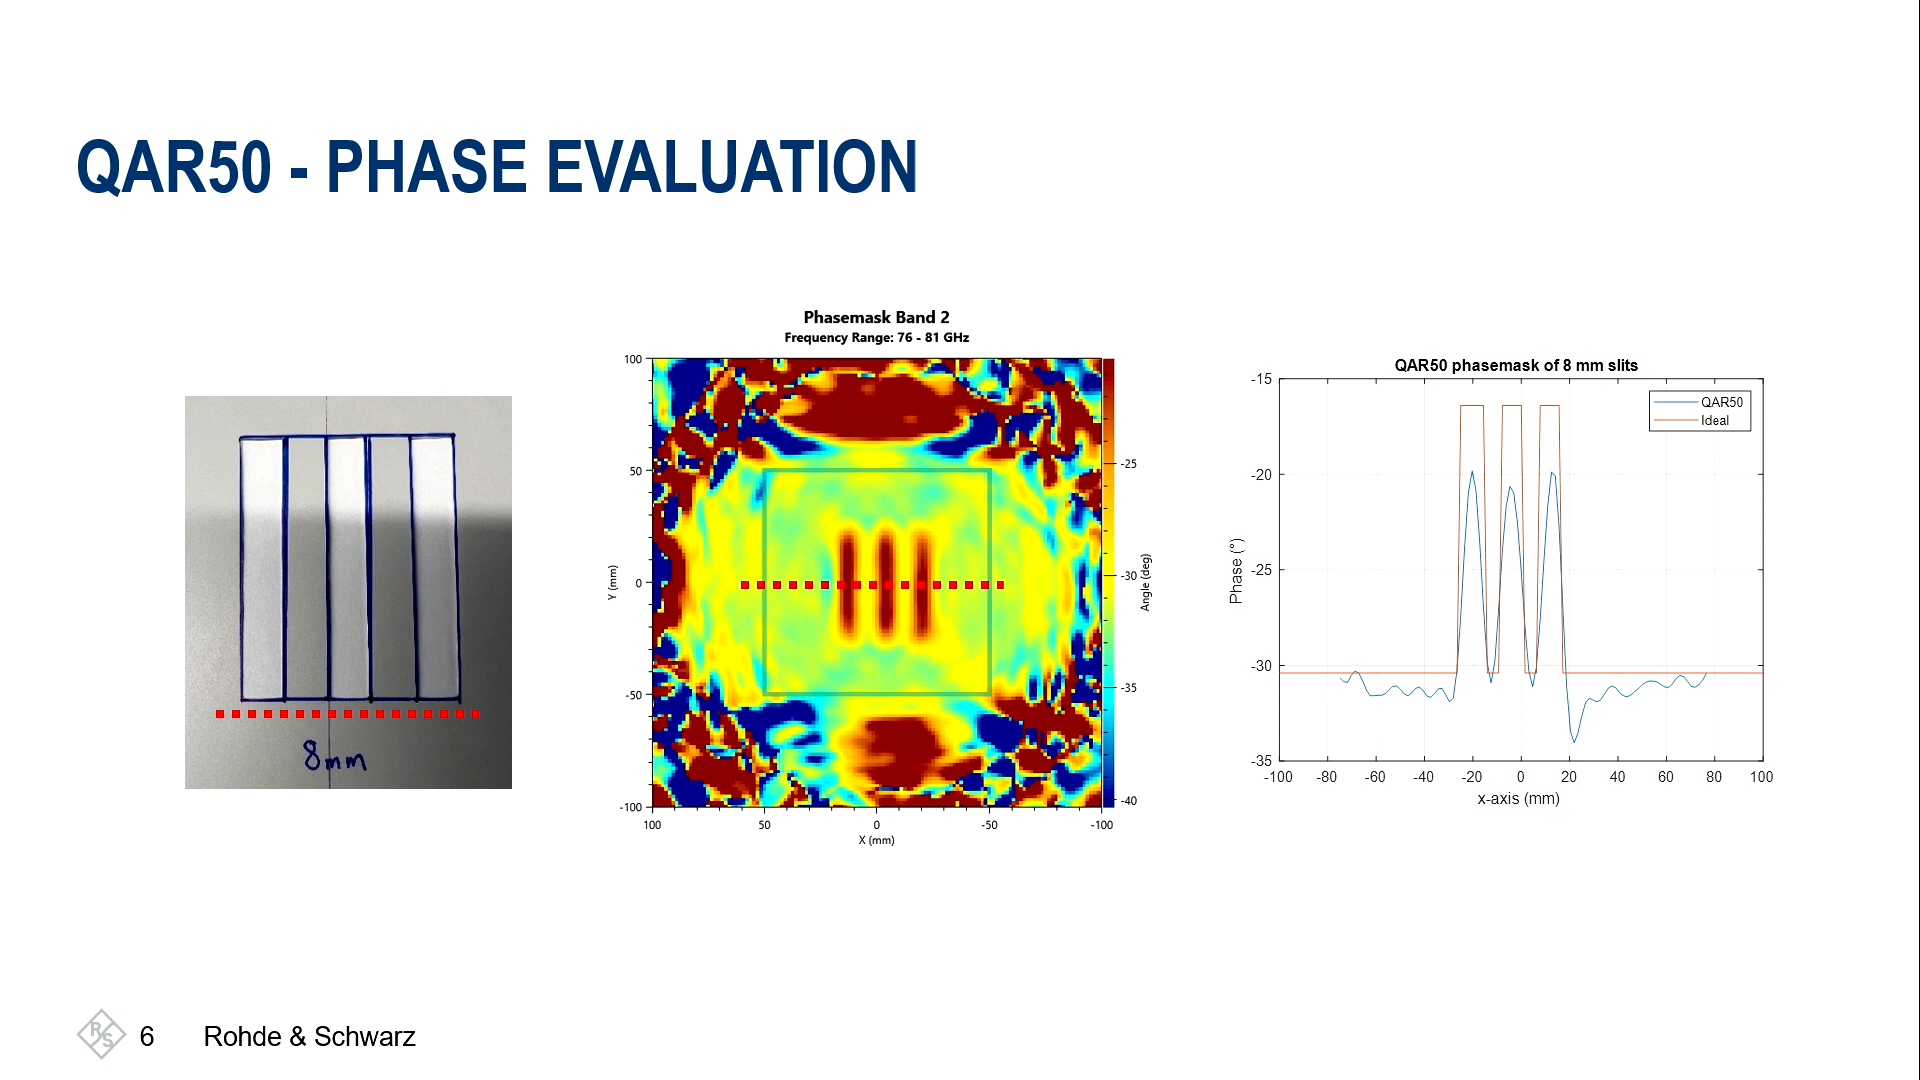 QAR50 - PHASE EVALUATION
8mm
Phasemask Band 2
Frequency Range: 76 - 81 GHz
100
50
0
-50
-100
Y (mm)
100
50
0
-50
-100
X (mm)
-25
-30
-35
-40
Angle (deg)
QAR50 phasemask of 8 mm slits
-15
-20
-25
-30
-35
Phase (°)
QAR50
Ideal
-100
-80
-60
-40
-20
0
20
40
60
80
100
x-axis (mm)
R
S
6
Rohde & Schwarz